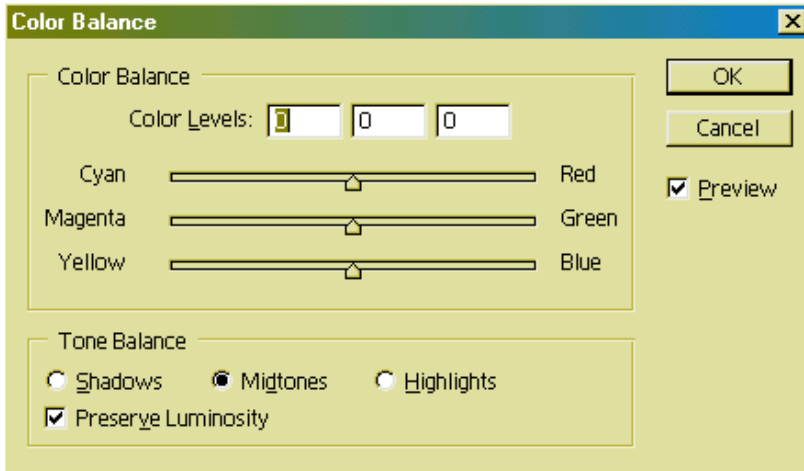 Color Balance
Color Balance
Color Levels: 0 0 0
Cyan Red
Magenta Green
Yellow Blue
Tone Balance
Shadows Midtones Highlights
Preserve Luminosity
OK
Cancel
Preview